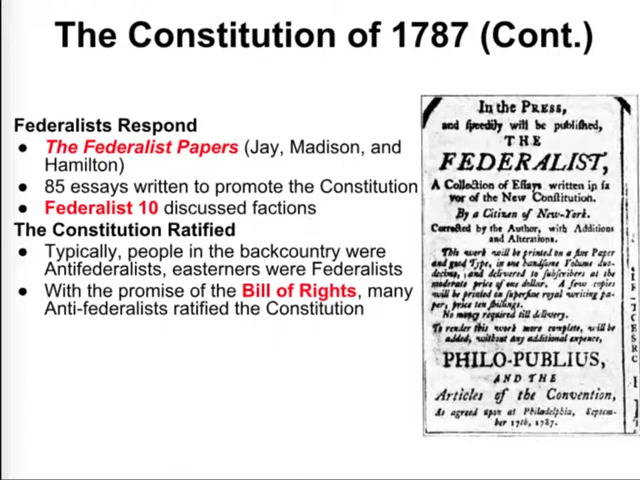 The Constitution of 1787 (Cont.)
Federalists Respond
● The Federalist Papers (Jay, Madison, and
Hamilton)
● 85 essays written to promote the Constitution
● Federalist 10 discussed factions
The Constitution Ratified
● Typically, people in the backcountry were
Antifederalists, easterners were Federalists
● With the promise of the Bill of Rights, many
Anti-federalists ratified the Constitution
In the PRESS,
and speedily will be published,
THE
FEDERALIST,
A Collection of Essays written in fa
vor of the New Constitution.
By a Citizen of New-York.
Corrected by the Author, with Additions
and Alterations.
This work will be printed on a fine Paper
and good Type, in one handsome Volume duo-
decimo, and delivered to subscribers at the
moderate price of one dollar. A few copies
will be printed on superfine royal writing pa-
per, price ten shillings.
No money required till delivery.
To render this work more complete, will be
added, without any additional expence,
PHILO-PUBLIUS,
AND THE
Articles of the Convention,
As agreed upon at Philadelphia, Septem-
ber 17th, 1787.